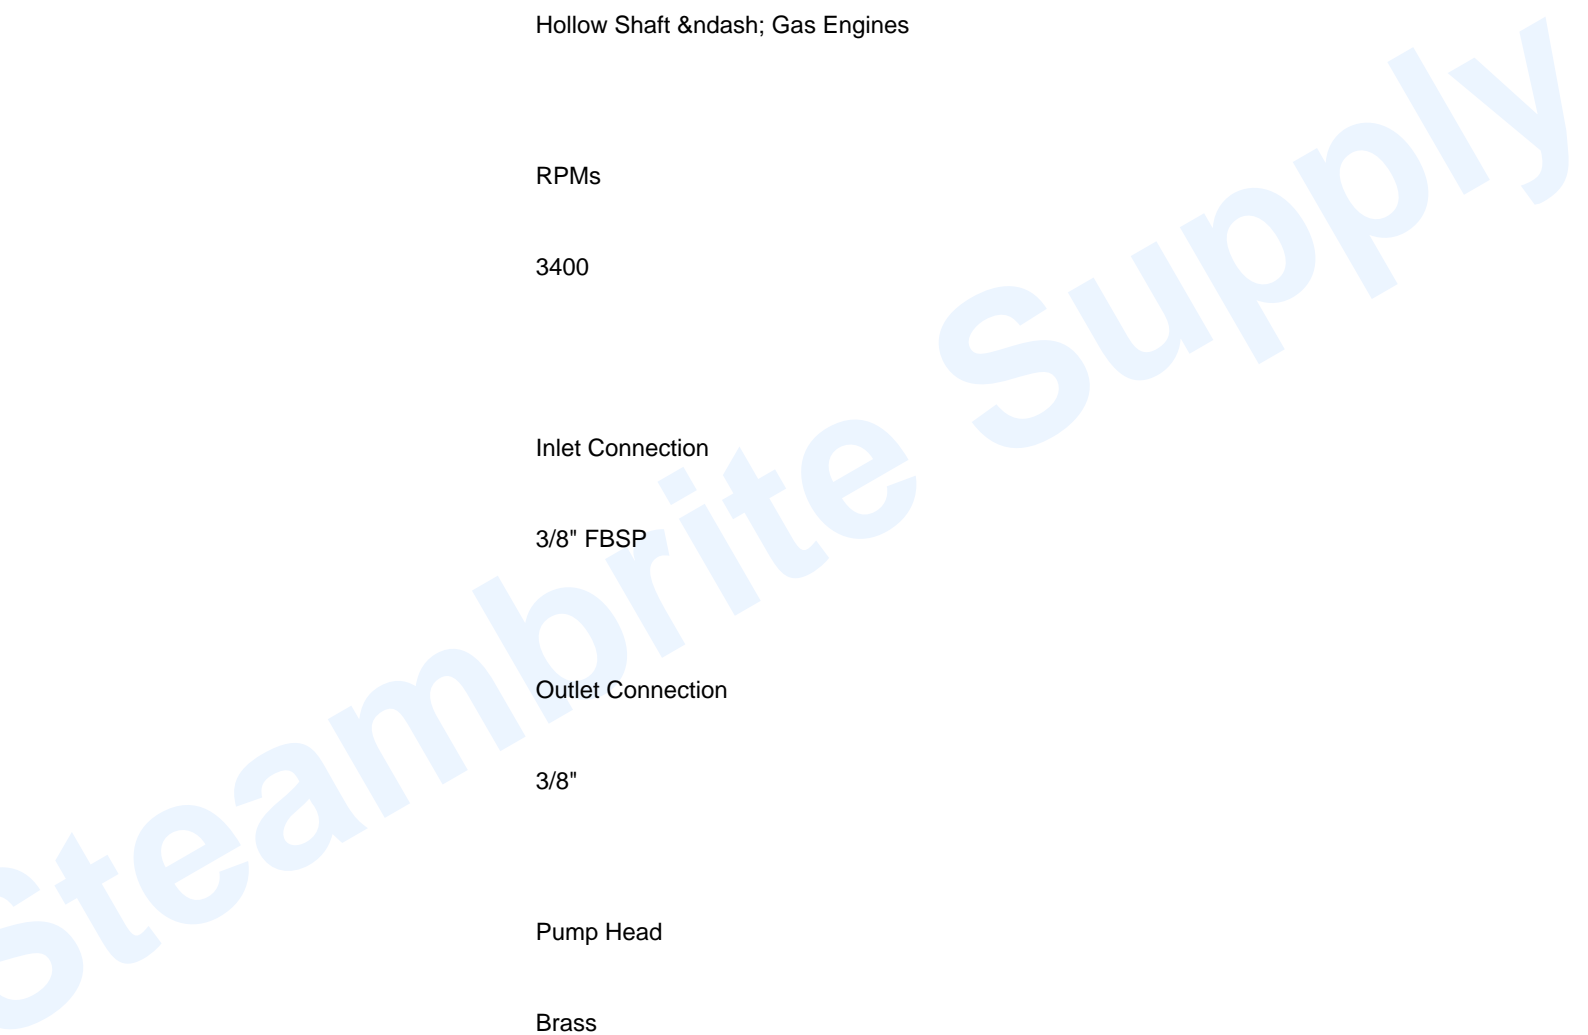 Hollow Shaft &ndash; Gas Engines
RPMs
3400
Inlet Connection
3/8" FBSP
Outlet Connection
3/8"
Pump Head
Brass
Steambrite Supply